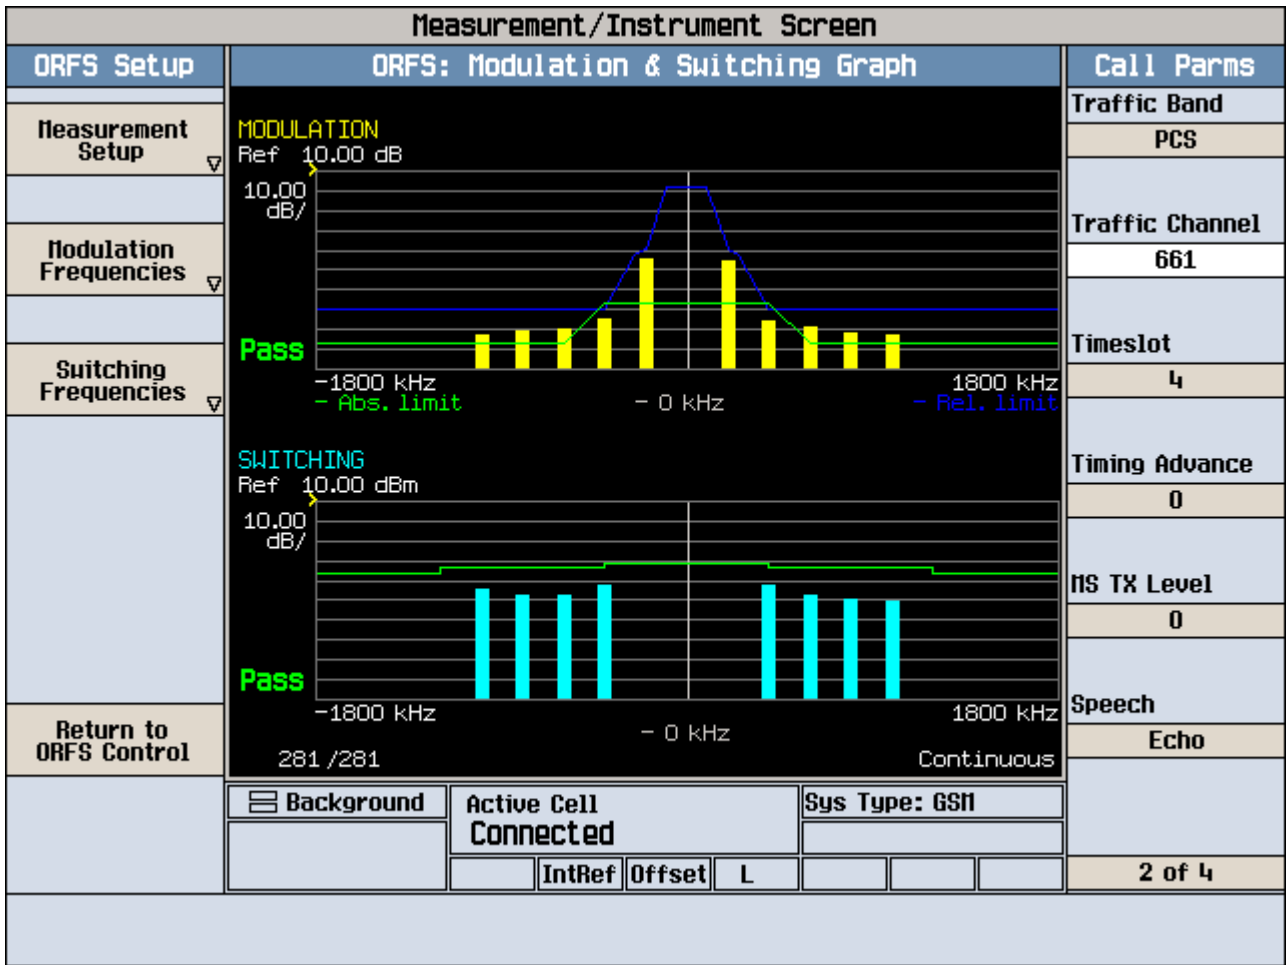 Measurement/Instrument Screen
ORFS Setup
Measurement
Setup
Modulation
Frequencies
Switching
Frequencies
Return to
ORFS Control
ORFS: Modulation & Switching Graph
MODULATION
Ref 10.00 dB
10.00
dB/
Pass
-1800 kHz
1800 kHz
- Abs. limit
- 0 kHz
- Rel. limit
SWITCHING
Ref 10.00 dBm
10.00
dB/
Pass
-1800 kHz
1800 kHz
- 0 kHz
281 /281
Continuous
Background
Active Cell
Connected
Sys Type: GSM
IntRef
Offset
L
Call Parms
Traffic Band
PCS
Traffic Channel
661
Timeslot
4
Timing Advance
0
MS TX Level
0
Speech
Echo
2 of 4